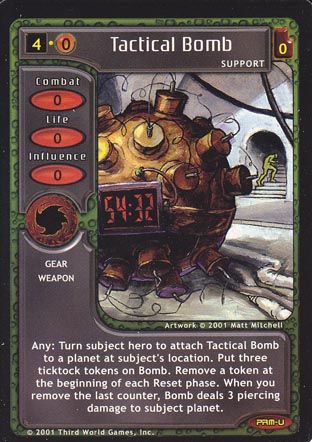 4 • 0
Tactical Bomb
0
SUPPORT
Combat
0
Life
0
Influence
0
54:32
GEAR
WEAPON
Artwork © 2001 Matt Mitchell
Any: Turn subject hero to attach Tactical Bomb
to a planet at subject's location. Put three
ticktock tokens on Bomb. Remove a token at
the beginning of each Reset phase. When you
remove the last counter, Bomb deals 3 piercing
damage to subject planet.
PRM-U
© 2001 Third World Games, Inc.